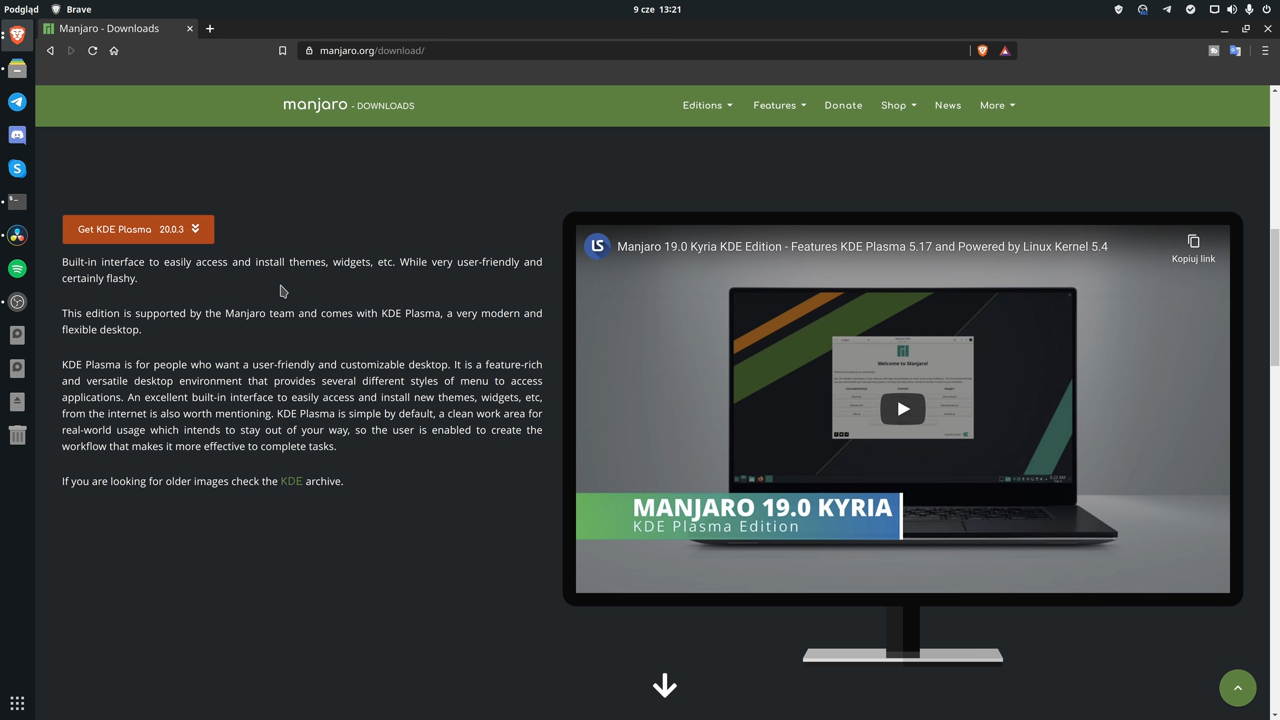 Podgląd
Brave
9 cze 13:21
Manjaro - Downloads
manjaro.org/download/
manjaro - DOWNLOADS
Editions
Features
Donate
Shop
News
More
Get KDE Plasma 20.0.3
Built-in interface to easily access and install themes, widgets, etc. While very user-friendly and
certainly flashy.
This edition is supported by the Manjaro team and comes with KDE Plasma, a very modern and
flexible desktop.
KDE Plasma is for people who want a user-friendly and customizable desktop. It is a feature-rich
and versatile desktop environment that provides several different styles of menu to access
applications. An excellent built-in interface to easily access and install new themes, widgets, etc,
from the internet is also worth mentioning. KDE Plasma is simple by default, a clean work area for
real-world usage which intends to stay out of your way, so the user is enabled to create the
workflow that makes it more effective to complete tasks.
If you are looking for older images check the KDE archive.
LS
Manjaro 19.0 Kyria KDE Edition - Features KDE Plasma 5.17 and Powered by Linux Kernel 5.4
Kopiuj link
Welcome to Manjaro!
MANJARO 19.0 KYRIA
KDE Plasma Edition